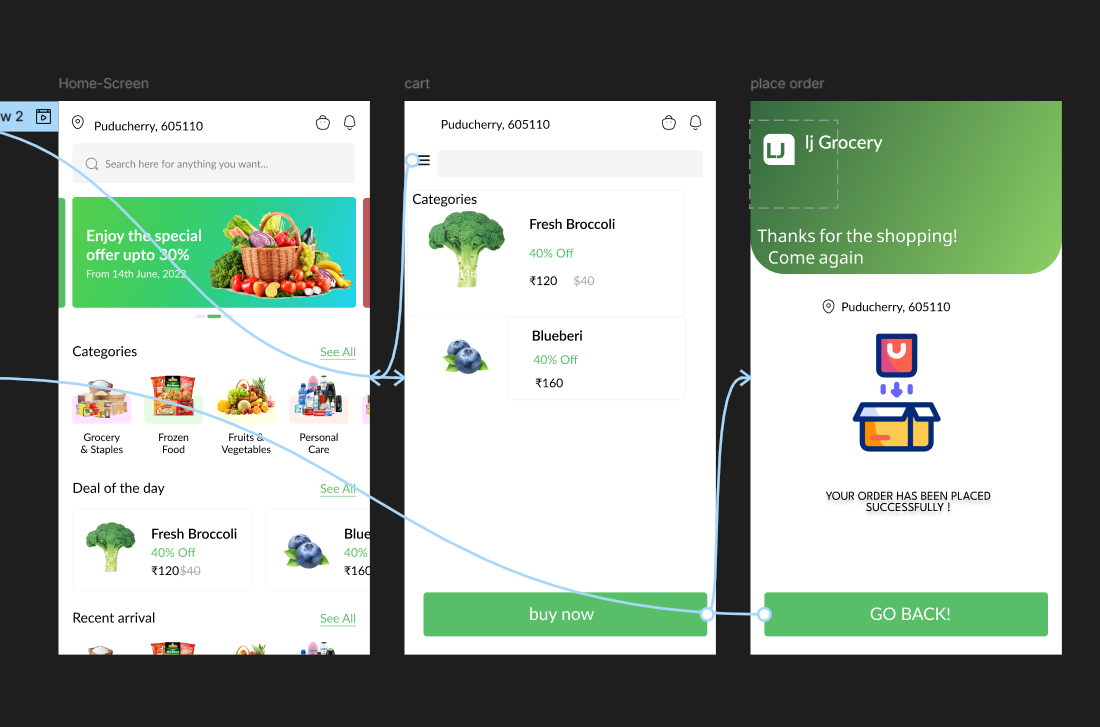 Home-Screen
w 2
Puducherry, 605110
Search here for anything you want...
Enjoy the special
offer upto 30%
From 14th June, 2022
Categories
See All
Grocery
& Staples
Frozen
Food
Fruits &
Vegetables
Personal
Care
Deal of the day
See All
Fresh Broccoli
40% Off
₹120 $40
Blue
40%
₹160
Recent arrival
See All
cart
Puducherry, 605110
Categories
Fresh Broccoli
40% Off
₹120 $40
Blueberi
40% Off
₹160
buy now
place order
LJ
lj Grocery
Thanks for the shopping!
Come again
Puducherry, 605110
YOUR ORDER HAS BEEN PLACED
SUCCESSFULLY !
GO BACK!